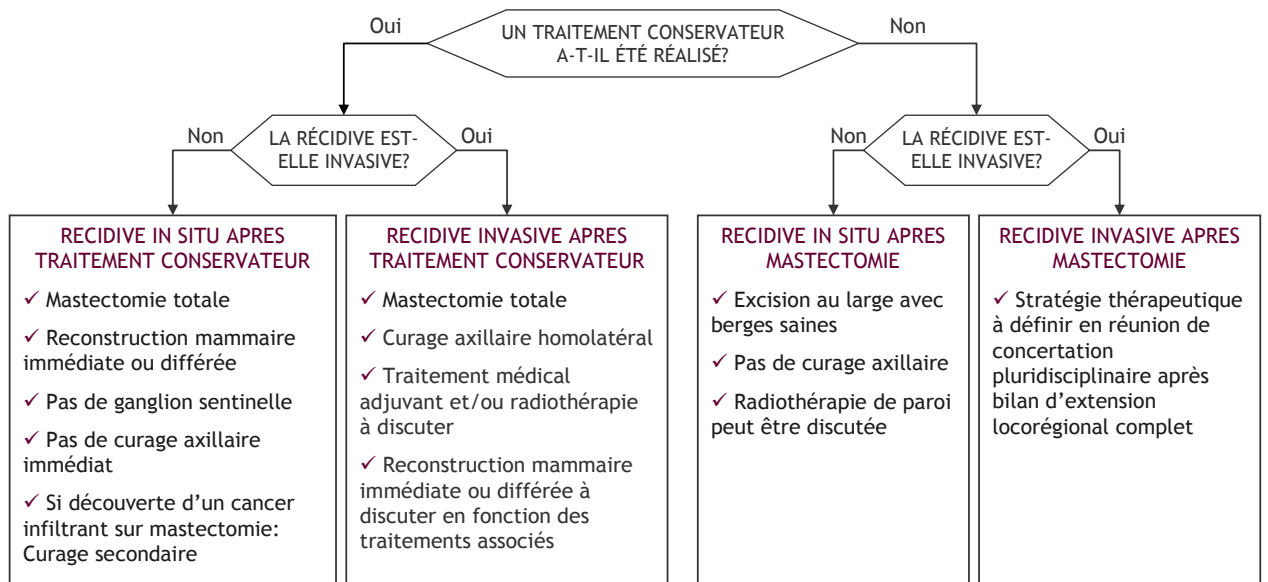 Oui
UN TRAITEMENT CONSERVATEUR
A-T-IL ÉTÉ RÉALISÉ?
Non
Non
LA RÉCIDIVE EST-
ELLE INVASIVE?
Oui
Non
LA RÉCIDIVE EST-
ELLE INVASIVE?
Oui
RECIDIVE IN SITU APRES
TRAITEMENT CONSERVATEUR
✓ Mastectomie totale
✓ Reconstruction mammaire
immédiate ou différée
✓ Pas de ganglion sentinelle
✓ Pas de curage axillaire
immédiat
✓ Si découverte d’un cancer
infiltrant sur mastectomie:
Curage secondaire
RECIDIVE INVASIVE APRES
TRAITEMENT CONSERVATEUR
✓ Mastectomie totale
✓ Curage axillaire homolatéral
✓ Traitement médical
adjuvant et/ou radiothérapie
à discuter
✓ Reconstruction mammaire
immédiate ou différée à
discuter en fonction des
traitements associés
RECIDIVE IN SITU APRES
MASTECTOMIE
✓ Excision au large avec
berges saines
✓ Pas de curage axillaire
✓ Radiothérapie de paroi
peut être discutée
RECIDIVE INVASIVE APRES
MASTECTOMIE
✓ Stratégie thérapeutique
à définir en réunion de
concertation
pluridisciplinaire après
bilan d’extension
locorégional complet